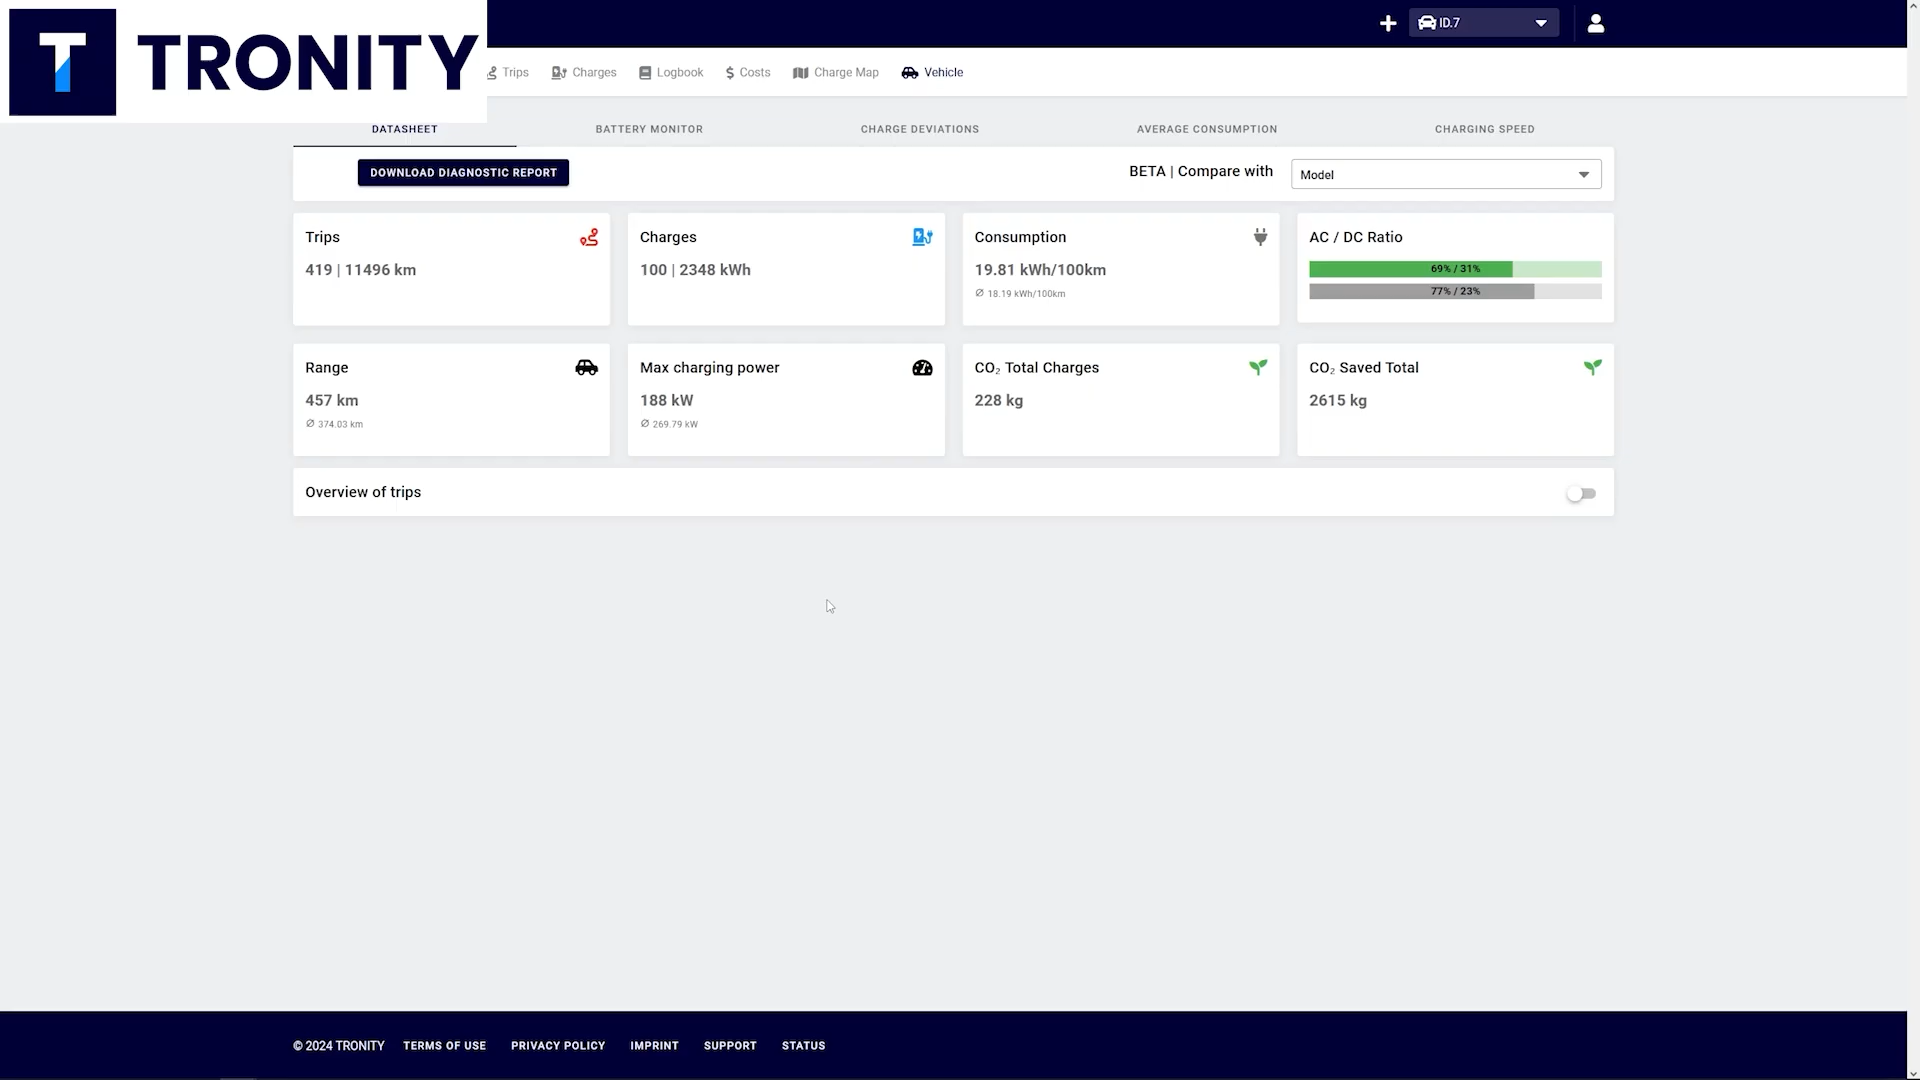 T TRONITY
ID.7
Trips Charges Logbook Costs Charge Map Vehicle
DATASHEET BATTERY MONITOR CHARGE DEVIATIONS AVERAGE CONSUMPTION CHARGING SPEED
DOWNLOAD DIAGNOSTIC REPORT BETA | Compare with Model
Trips
419 | 11496 km
Charges
100 | 2348 kWh
Consumption
19.81 kWh/100km
∅ 18.19 kWh/100km
AC / DC Ratio
69% / 31%
77% / 23%
Range
457 km
∅ 374.03 km
Max charging power
188 kW
∅ 269.79 kW
CO₂ Total Charges
228 kg
CO₂ Saved Total
2615 kg
Overview of trips
© 2024 TRONITY TERMS OF USE PRIVACY POLICY IMPRINT SUPPORT STATUS